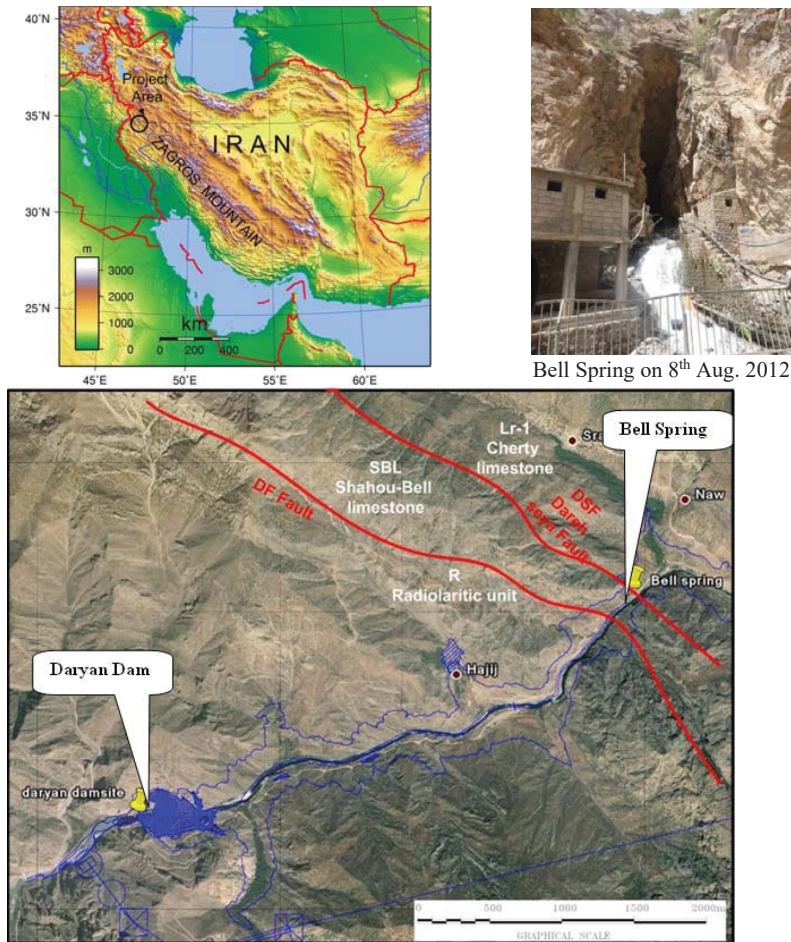 40°N
35°N
30°N
25°N
Project
Area
IRAN
ZAGROS MOUNTAIN
m
3000
2000
1000
0
km
0 200 400
45°E 50°E 55°E 60°E
Bell Spring on 8th Aug. 2012
Lr-1
Cherty
limestone
Bell Spring
SBL
Shahou-Bell
limestone
DF Fault
DSF
Dareh
soya Fault
Naw
Bell spring
R
Radiolaritic unit
Hajij
Daryan Dam
daryan damsite
0 500 1000 1500 2000m
GRAPHICAL SCALE